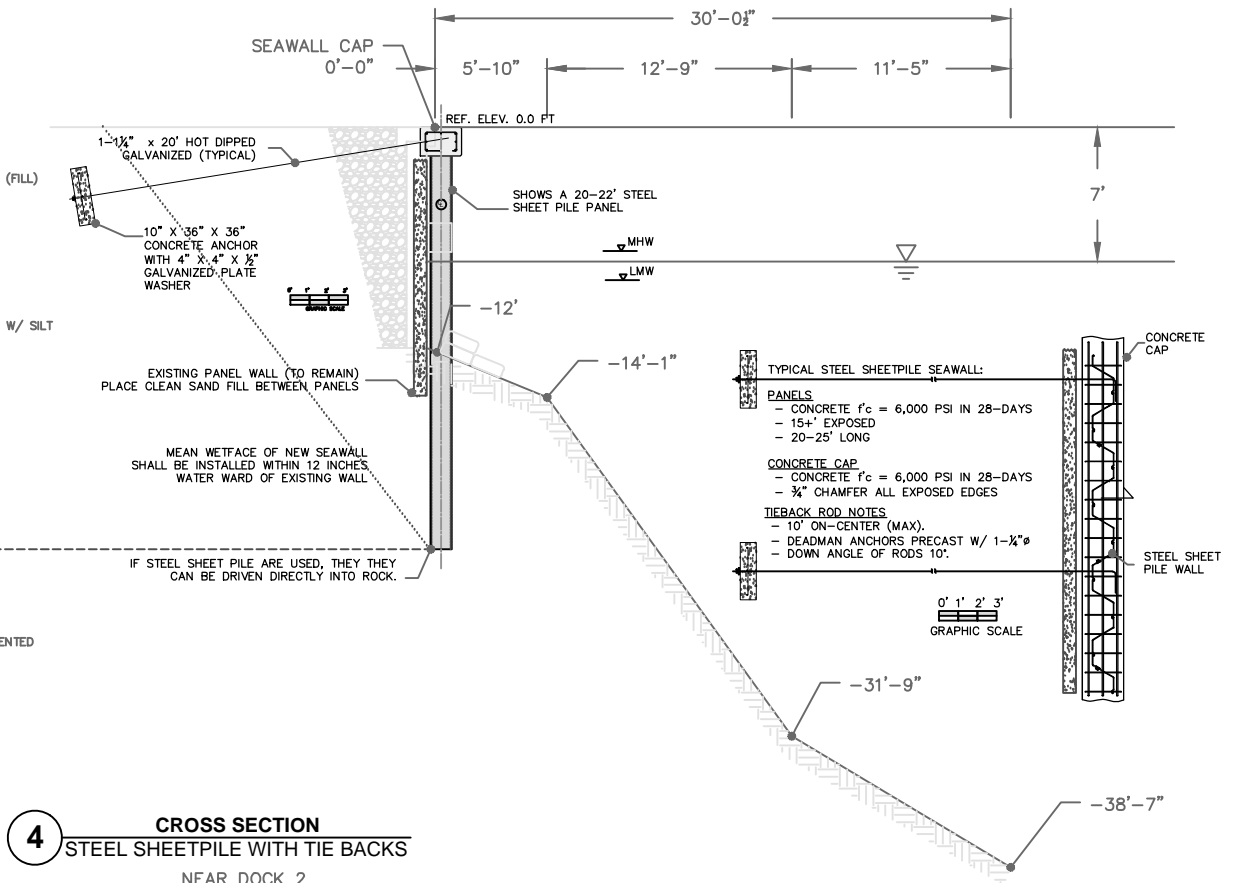 30'-0½"
SEAWALL CAP
0'-0"
5'-10"
12'-9"
11'-5"
REF. ELEV. 0.0 FT
1-1¼" x 20' HOT DIPPED
GALVANIZED (TYPICAL)
(FILL)
SHOWS A 20-22' STEEL
SHEET PILE PANEL
7'
10" X 36" X 36"
CONCRETE ANCHOR
WITH 4" X 4" X ½"
GALVANIZED PLATE
WASHER
MHW
LMW
0' 1' 2' 3'
GRAPHIC SCALE
-12'
W/ SILT
-14'-1"
CONCRETE
CAP
EXISTING PANEL WALL (TO REMAIN)
PLACE CLEAN SAND FILL BETWEEN PANELS
TYPICAL STEEL SHEETPILE SEAWALL:
PANELS
- CONCRETE f'c = 6,000 PSI IN 28-DAYS
- 15+' EXPOSED
- 20-25' LONG
MEAN WETFACE OF NEW SEAWALL
SHALL BE INSTALLED WITHIN 12 INCHES
WATER WARD OF EXISTING WALL
CONCRETE CAP
- CONCRETE f'c = 6,000 PSI IN 28-DAYS
- ¾" CHAMFER ALL EXPOSED EDGES
TIEBACK ROD NOTES
- 10' ON-CENTER (MAX).
- DEADMAN ANCHORS PRECAST W/ 1-¼"ø
- DOWN ANGLE OF RODS 10°.
IF STEEL SHEET PILE ARE USED, THEY THEY
CAN BE DRIVEN DIRECTLY INTO ROCK.
STEEL SHEET
PILE WALL
0' 1' 2' 3'
GRAPHIC SCALE
ENTED
-31'-9"
-38'-7"
4
CROSS SECTION
STEEL SHEETPILE WITH TIE BACKS
NEAR DOCK 2